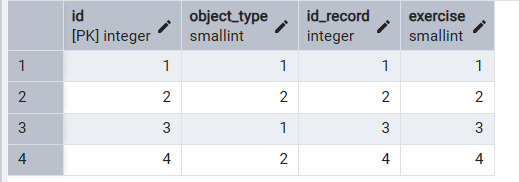 id object_type id_record exercise
[PK] integer smallint integer smallint
1 1 1 1 1
2 2 2 2 2
3 3 1 3 3
4 4 2 4 4